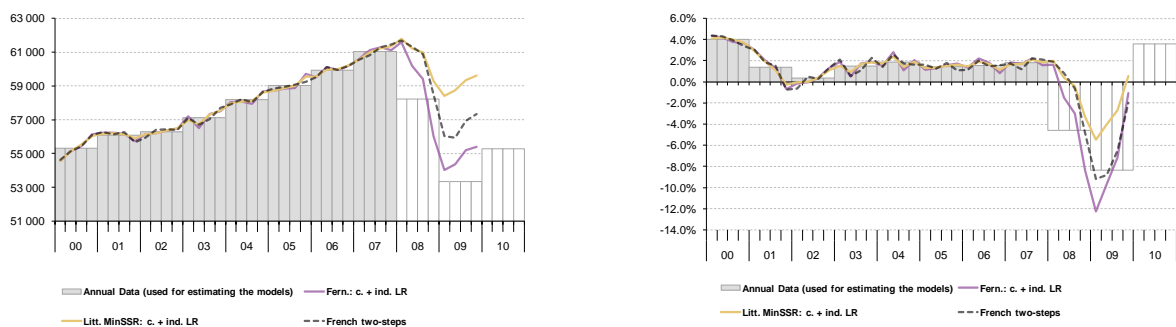 63 000
61 000
59 000
57 000
55 000
53 000
51 000
00 01 02 03 04 05 06 07 08 09 10
Annual Data (used for estimating the models)
Fern.: c. + ind. LR
Litt. MinSSR: c. + ind. LR
French two-steps
6.0%
4.0%
2.0%
0.0%
-2.0%
-4.0%
-6.0%
-8.0%
-10.0%
-12.0%
-14.0%
00 01 02 03 04 05 06 07 08 09 10
Annual Data (used for estimating the models)
Fern.: c. + ind. LR
Litt. MinSSR: c. + ind. LR
French two-steps